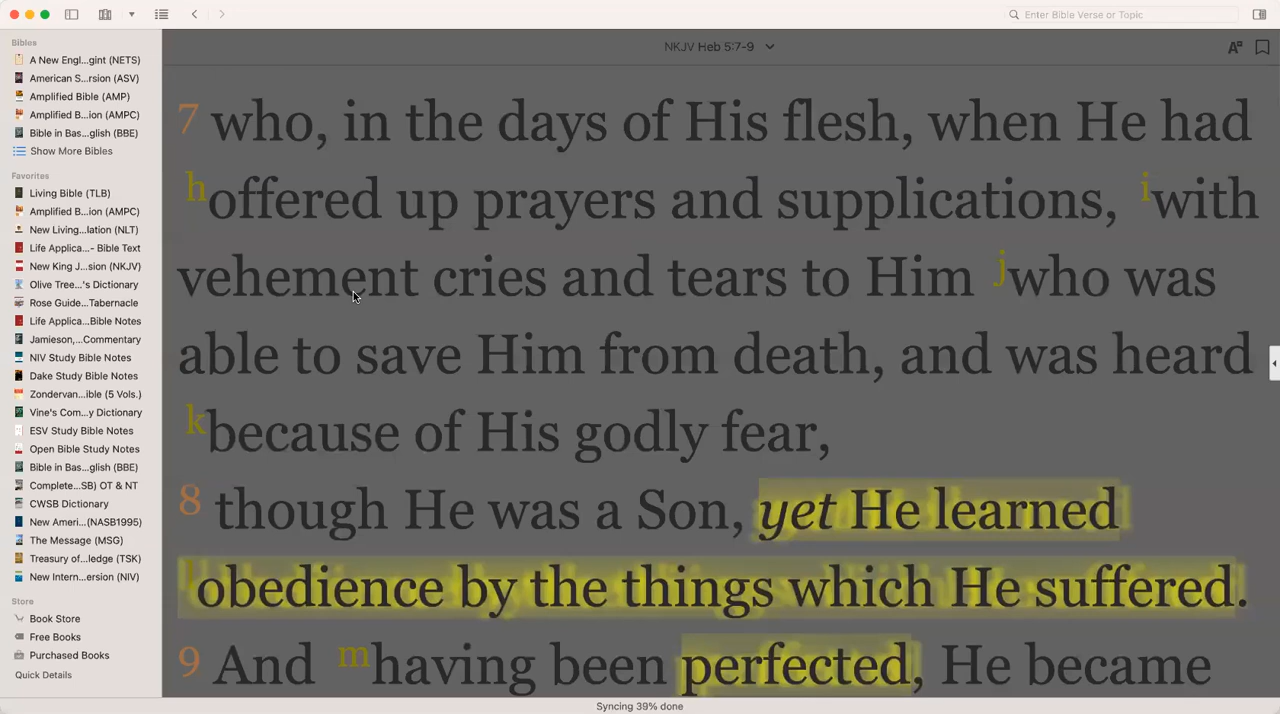 Enter Bible Verse or Topic
Bibles
A New Engl...gint (NETS)
American S...rsion (ASV)
Amplified Bible (AMP)
Amplified B...ion (AMPC)
Bible in Bas...glish (BBE)
Show More Bibles
Favorites
Living Bible (TLB)
Amplified B...ion (AMPC)
New Living...lation (NLT)
Life Applica...- Bible Text
New King J...sion (NKJV)
Olive Tree...'s Dictionary
Rose Guide...Tabernacle
Life Applica...Bible Notes
Jamieson,...Commentary
NIV Study Bible Notes
Dake Study Bible Notes
Zondervan...ible (5 Vols.)
Vine's Com...y Dictionary
ESV Study Bible Notes
Open Bible Study Notes
Bible in Bas...glish (BBE)
Complete...SB) OT & NT
CWSB Dictionary
New Ameri...(NASB1995)
The Message (MSG)
Treasury of...ledge (TSK)
New Intern...ersion (NIV)
Store
Book Store
Free Books
Purchased Books
Quick Details
NKJV Heb 5:7-9
7 who, in the days of His flesh, when He had
h offered up prayers and supplications, i with
vehement cries and tears to Him j who was
able to save Him from death, and was heard
k because of His godly fear,
8 though He was a Son, yet He learned
l obedience by the things which He suffered.
9 And m having been perfected, He became
Syncing 39% done